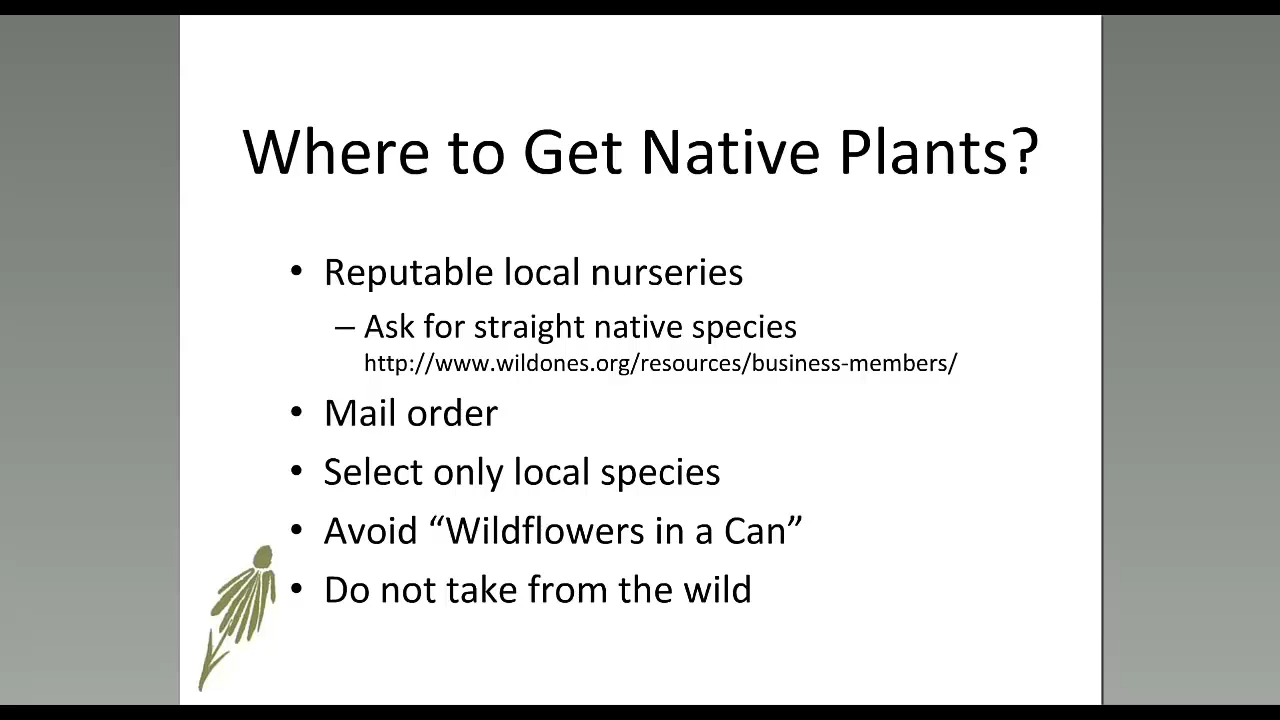 Where to Get Native Plants?
• Reputable local nurseries
– Ask for straight native species
http://www.wildones.org/resources/business-members/
• Mail order
• Select only local species
• Avoid “Wildflowers in a Can”
• Do not take from the wild